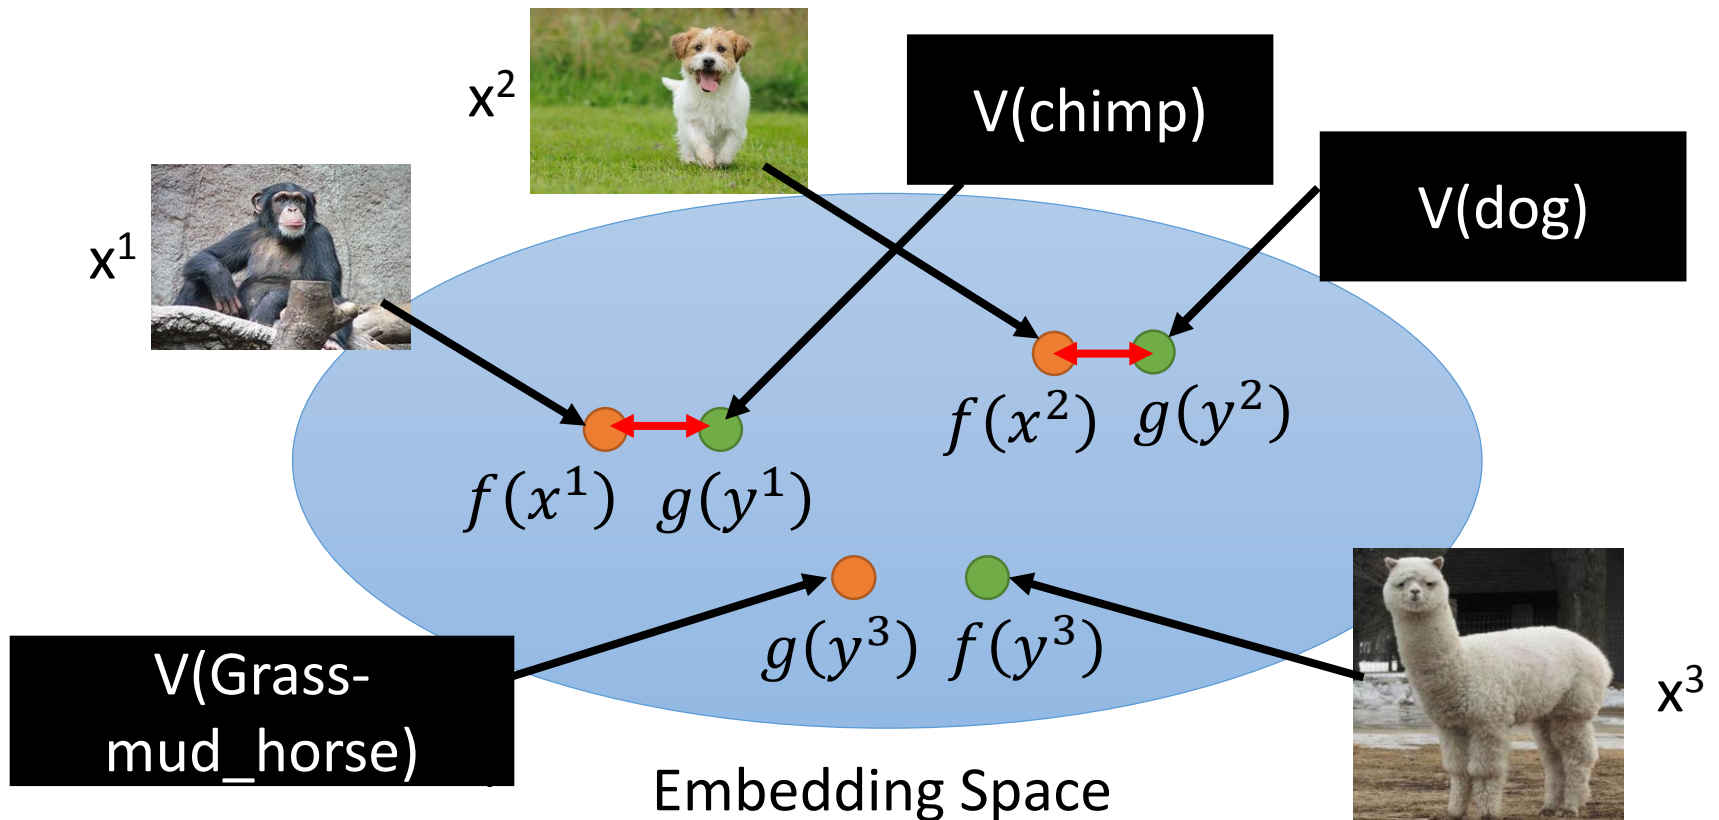 x²
V(chimp)
V(dog)
x¹
f(x²)
g(y²)
f(x¹)
g(y¹)
g(y³)
f(y³)
V(Grass-
mud_horse)
x³
Embedding Space